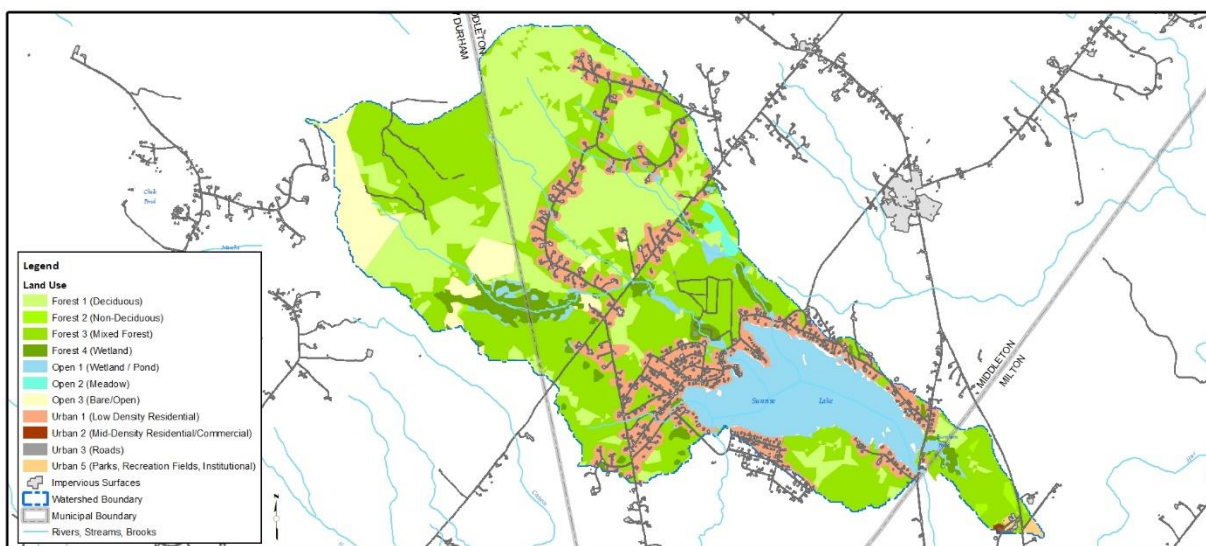 MIDDLETON
DURHAM
MIDDLETON
MILTON
Club
Pond
Sunrise Lake
Legend
Land Use
Forest 1 (Deciduous)
Forest 2 (Non-Deciduous)
Forest 3 (Mixed Forest)
Forest 4 (Wetland)
Open 1 (Wetland / Pond)
Open 2 (Meadow)
Open 3 (Bare/Open)
Urban 1 (Low Density Residential)
Urban 2 (Mid-Density Residential/Commercial)
Urban 3 (Roads)
Urban 5 (Parks, Recreation Fields, Institutional)
Impervious Surfaces
Watershed Boundary
Municipal Boundary
Rivers, Streams, Brooks